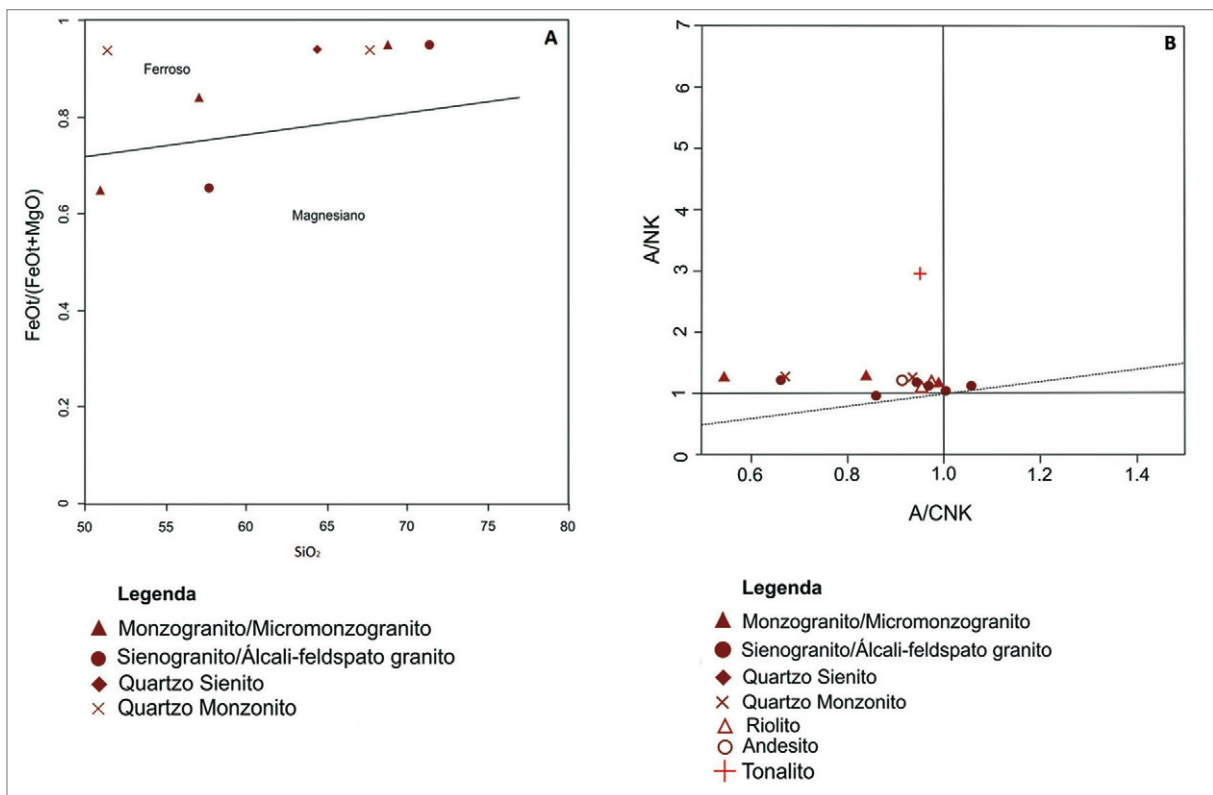 A
Ferroso
Magnesiano
FeOt/(FeOt+MgO)
1
0.8
0.6
0.4
0.2
0
50
55
60
65
70
75
80
SiO₂
Legenda
Monzogranito/Micromonzogranito
Sienogranito/Álcali-feldspato granito
Quartzo Sienito
Quartzo Monzonito
B
A/NK
7
6
5
4
3
2
1
0
0.6
0.8
1.0
1.2
1.4
A/CNK
Legenda
Monzogranito/Micromonzogranito
Sienogranito/Álcali-feldspato granito
Quartzo Sienito
Quartzo Monzonito
Riolito
Andesito
Tonalito